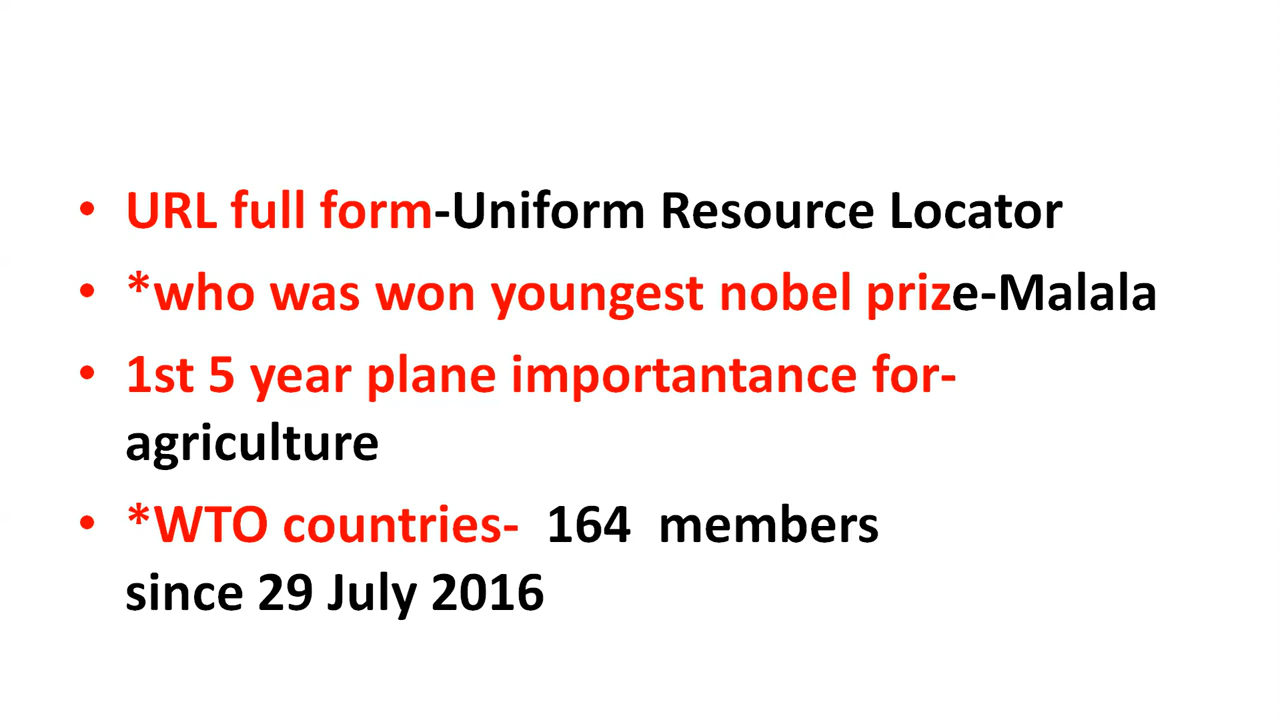 • URL full form-Uniform Resource Locator
• *who was won youngest nobel prize-Malala
• 1st 5 year plane importantance for-
agriculture
• *WTO countries-  164  members
since 29 July 2016